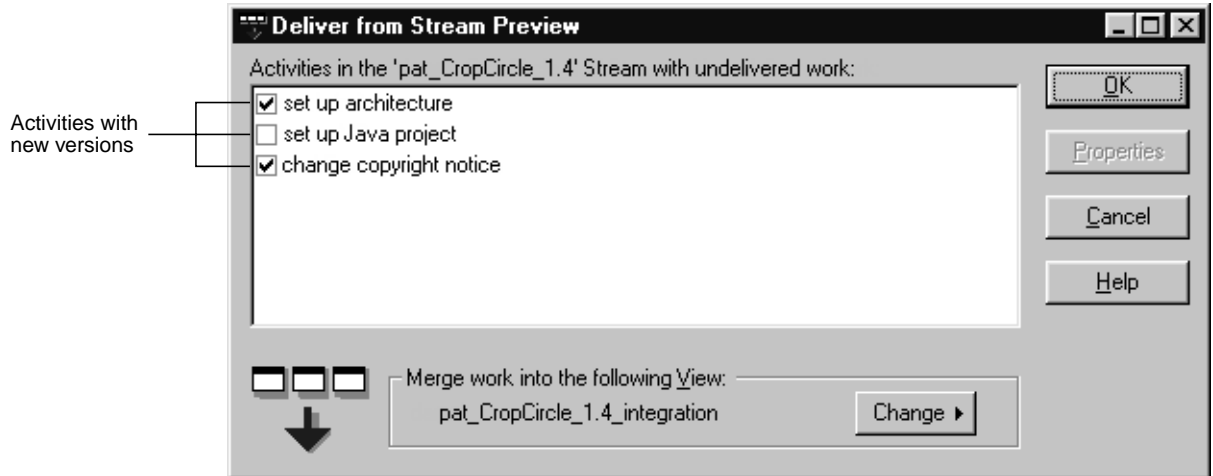 Deliver from Stream Preview
Activities in the 'pat_CropCircle_1.4' Stream with undelivered work:
set up architecture
set up Java project
change copyright notice
Activities with
new versions
OK
Properties
Cancel
Help
Merge work into the following View:
pat_CropCircle_1.4_integration
Change